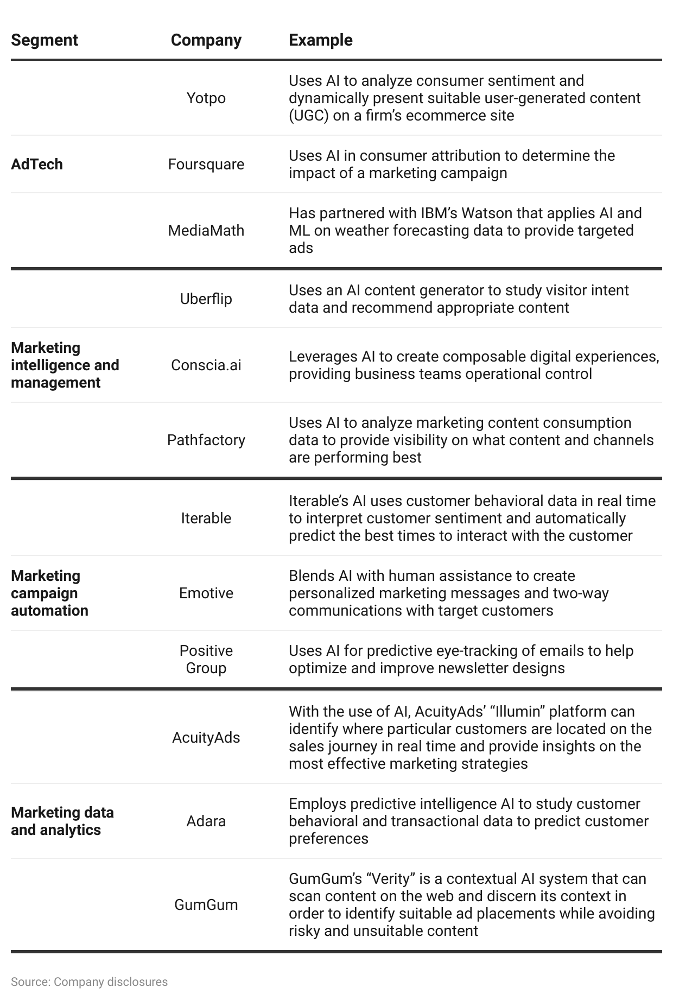 Segment Company Example
Yotpo
Uses AI to analyze consumer sentiment and
dynamically present suitable user-generated content
(UGC) on a firm’s ecommerce site
AdTech
Foursquare
Uses AI in consumer attribution to determine the
impact of a marketing campaign
MediaMath
Has partnered with IBM’s Watson that applies AI and
ML on weather forecasting data to provide targeted
ads
Uberflip
Uses an AI content generator to study visitor intent
data and recommend appropriate content
Marketing
intelligence and
management
Conscia.ai
Leverages AI to create composable digital experiences,
providing business teams operational control
Pathfactory
Uses AI to analyze marketing content consumption
data to provide visibility on what content and channels
are performing best
Iterable
Iterable’s AI uses customer behavioral data in real time
to interpret customer sentiment and automatically
predict the best times to interact with the customer
Marketing
campaign
automation
Emotive
Blends AI with human assistance to create
personalized marketing messages and two-way
communications with target customers
Positive
Group
Uses AI for predictive eye-tracking of emails to help
optimize and improve newsletter designs
AcuityAds
With the use of AI, AcuityAds’ “Illumin” platform can
identify where particular customers are located on the
sales journey in real time and provide insights on the
most effective marketing strategies
Marketing data
and analytics
Adara
Employs predictive intelligence AI to study customer
behavioral and transactional data to predict customer
preferences
GumGum
GumGum’s “Verity” is a contextual AI system that can
scan content on the web and discern its context in
order to identify suitable ad placements while avoiding
risky and unsuitable content
Source: Company disclosures